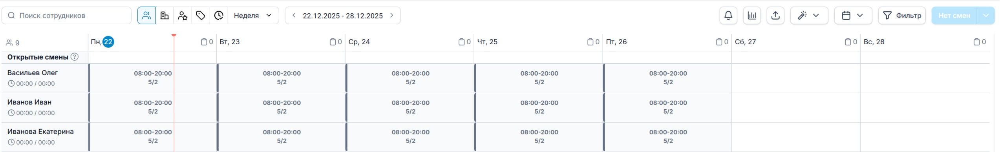 Поиск сотрудников
Неделя
22.12.2025 - 28.12.2025
Фильтр
Нет смен
9
Пн, 22
0
Вт, 23
0
Ср, 24
0
Чт, 25
0
Пт, 26
0
Сб, 27
0
Вс, 28
0
Открытые смены ?
Васильев Олег
00:00 / 00:00
08:00-20:00
5/2
08:00-20:00
5/2
08:00-20:00
5/2
08:00-20:00
5/2
08:00-20:00
5/2
Иванов Иван
00:00 / 00:00
08:00-20:00
5/2
08:00-20:00
5/2
08:00-20:00
5/2
08:00-20:00
5/2
08:00-20:00
5/2
Иванова Екатерина
00:00 / 00:00
08:00-20:00
5/2
08:00-20:00
5/2
08:00-20:00
5/2
08:00-20:00
5/2
08:00-20:00
5/2